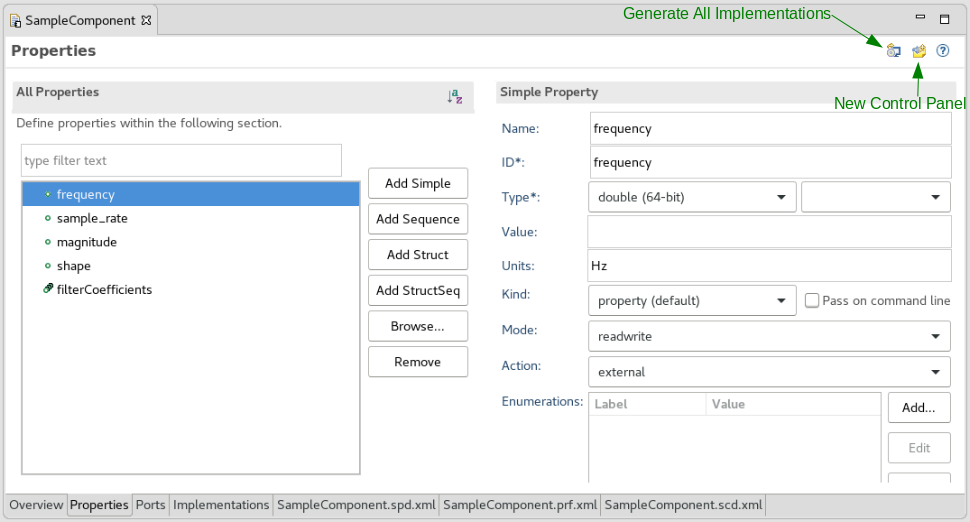 Generate All Implementations
SampleComponent
Properties
New Control Panel
All Properties
Define properties within the following section.
type filter text
frequency
sample_rate
magnitude
shape
filterCoefficients
Add Simple
Add Sequence
Add Struct
Add StructSeq
Browse...
Remove
Simple Property
Name: frequency
ID*: frequency
Type*: double (64-bit)
Value:
Units: Hz
Kind: property (default) Pass on command line
Mode: readwrite
Action: external
Enumerations: Label Value
Add...
Edit
Overview Properties Ports Implementations SampleComponent.spd.xml SampleComponent.prf.xml SampleComponent.scd.xml